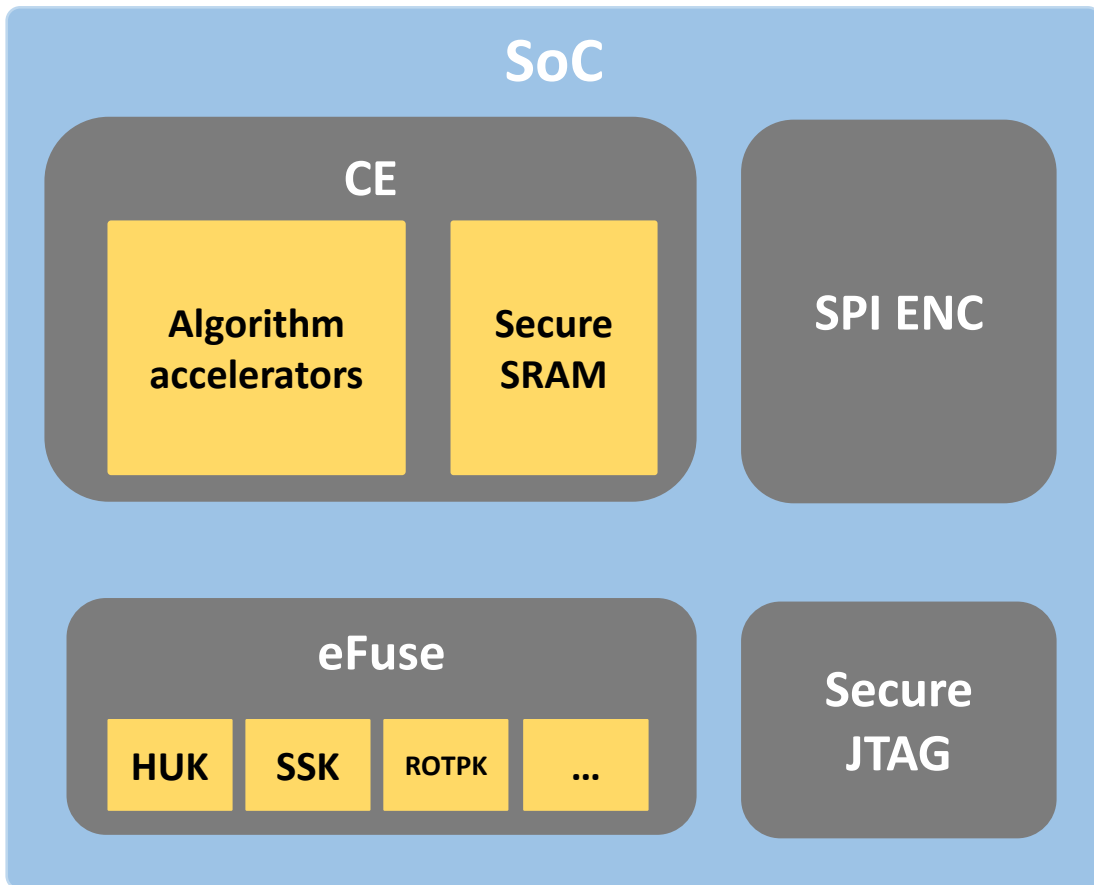 SoC
CE
Algorithm
accelerators
Secure
SRAM
SPI ENC
eFuse
HUK
SSK
ROTPK
...
Secure
JTAG